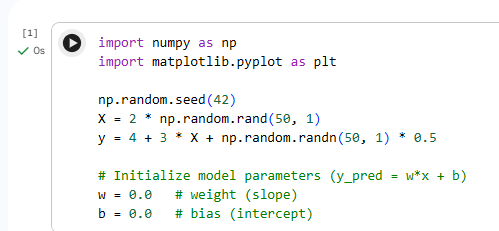 [1]
0s
import numpy as np
import matplotlib.pyplot as plt
np.random.seed(42)
X = 2 * np.random.rand(50, 1)
y = 4 + 3 * X + np.random.randn(50, 1) * 0.5
# Initialize model parameters (y_pred = w*x + b)
w = 0.0   # weight (slope)
b = 0.0   # bias (intercept)